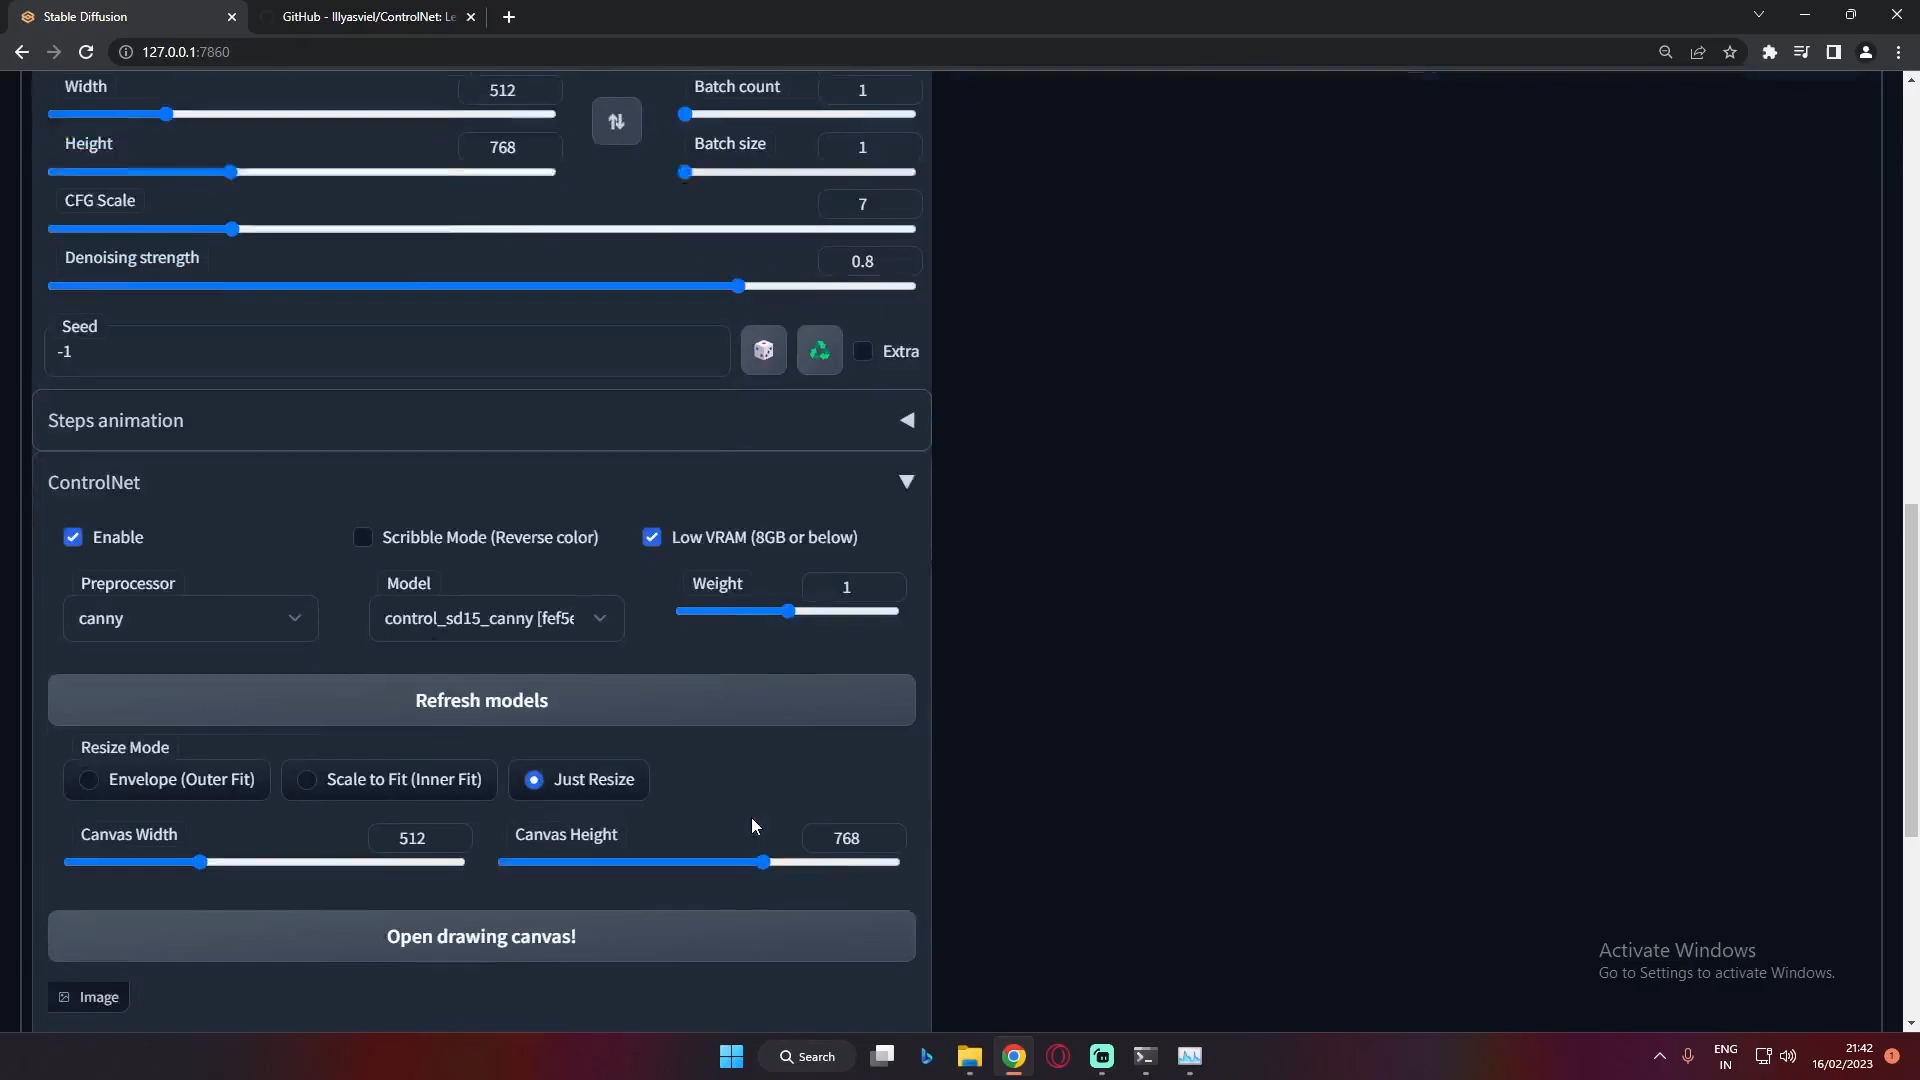 Stable Diffusion
GitHub - lllyasviel/ControlNet: Le
127.0.0.1:7860
Width
512
Batch count
1
Height
768
Batch size
1
CFG Scale
7
Denoising strength
0.8
Seed
-1
Extra
Steps animation
ControlNet
Enable
Scribble Mode (Reverse color)
Low VRAM (8GB or below)
Preprocessor
canny
Model
control_sd15_canny [fef5e
Weight
1
Refresh models
Resize Mode
Envelope (Outer Fit)
Scale to Fit (Inner Fit)
Just Resize
Canvas Width
512
Canvas Height
768
Open drawing canvas!
Image
Activate Windows
Go to Settings to activate Windows.
Search
ENG
IN
21:42
16/02/2023
1